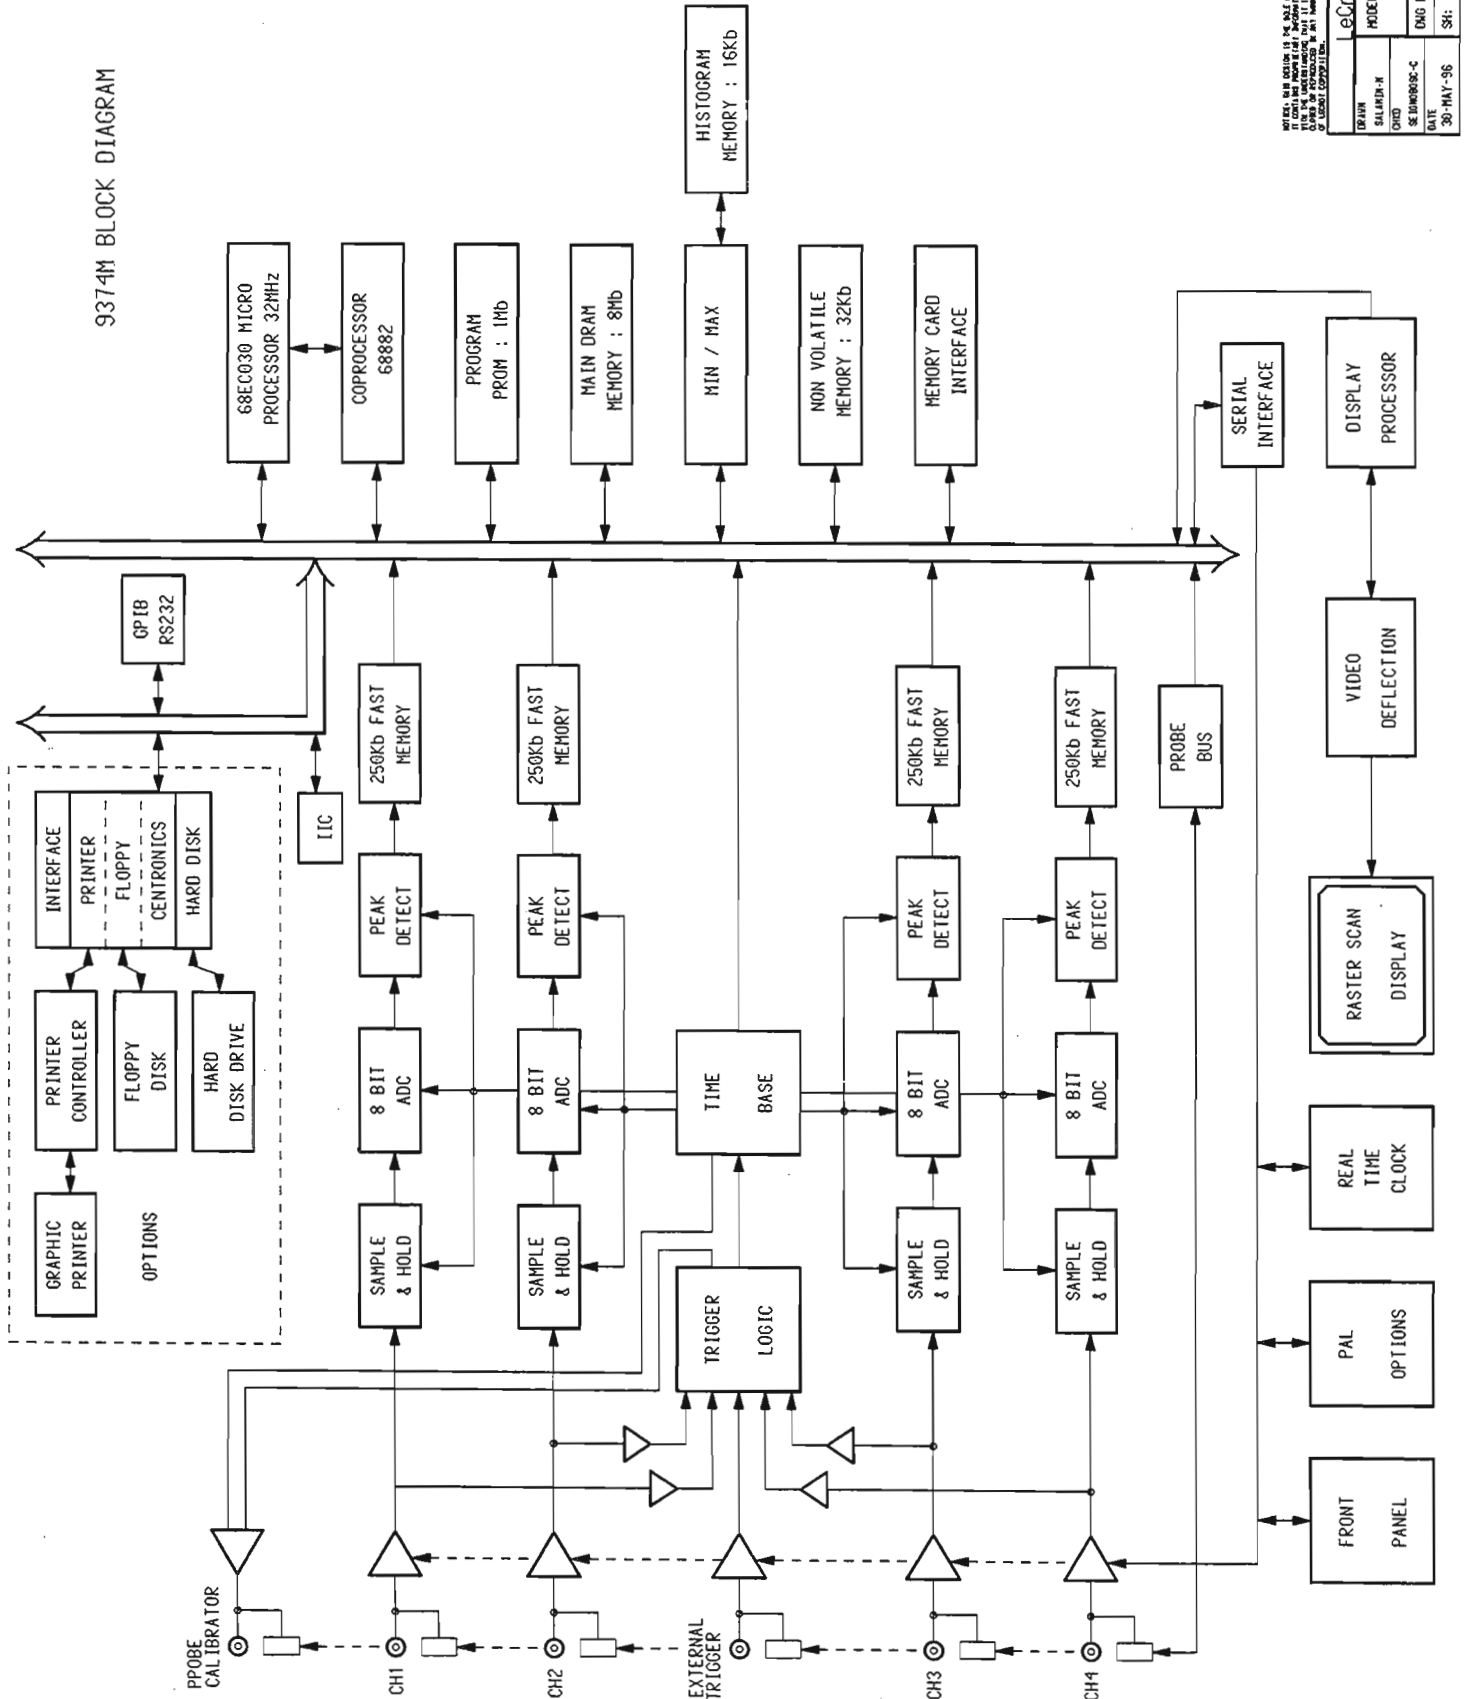 9374M BLOCK DIAGRAM
INTERFACE
PRINTER
FLOPPY
CENTRONICS
HARD DISK
GPIB
RS232
IIC
GRAPHIC
PRINTER
PRINTER
CONTROLLER
FLOPPY
DISK
HARD
DISK DRIVE
OPTIONS
68EC030 MICRO
PROCESSOR 32MHz
COPROCESSOR
68882
PROGRAM
PROM : 1Mb
MAIN DRAM
MEMORY : 8Mb
MIN / MAX
HISTOGRAM
MEMORY : 16Kb
NON VOLATILE
MEMORY : 32Kb
MEMORY CARD
INTERFACE
PPOBE
CALIBRATOR
CH1
SAMPLE
& HOLD
8 BIT
ADC
PEAK
DETECT
250Kb FAST
MEMORY
CH2
SAMPLE
& HOLD
8 BIT
ADC
PEAK
DETECT
250Kb FAST
MEMORY
EXTERNAL
TRIGGER
TRIGGER
LOGIC
TIME
BASE
CH3
SAMPLE
& HOLD
8 BIT
ADC
PEAK
DETECT
250Kb FAST
MEMORY
CH4
SAMPLE
& HOLD
8 BIT
ADC
PEAK
DETECT
250Kb FAST
MEMORY
PROBE
BUS
SERIAL
INTERFACE
FRONT
PANEL
PAL
OPTIONS
REAL
TIME
CLOCK
RASTER SCAN
DISPLAY
VIDEO
DEFLECTION
DISPLAY
PROCESSOR
OF LECROY CORPORATION.
DRAWN
SALAMIN-N
CHKD
DATE
30-MAY-96
SH: